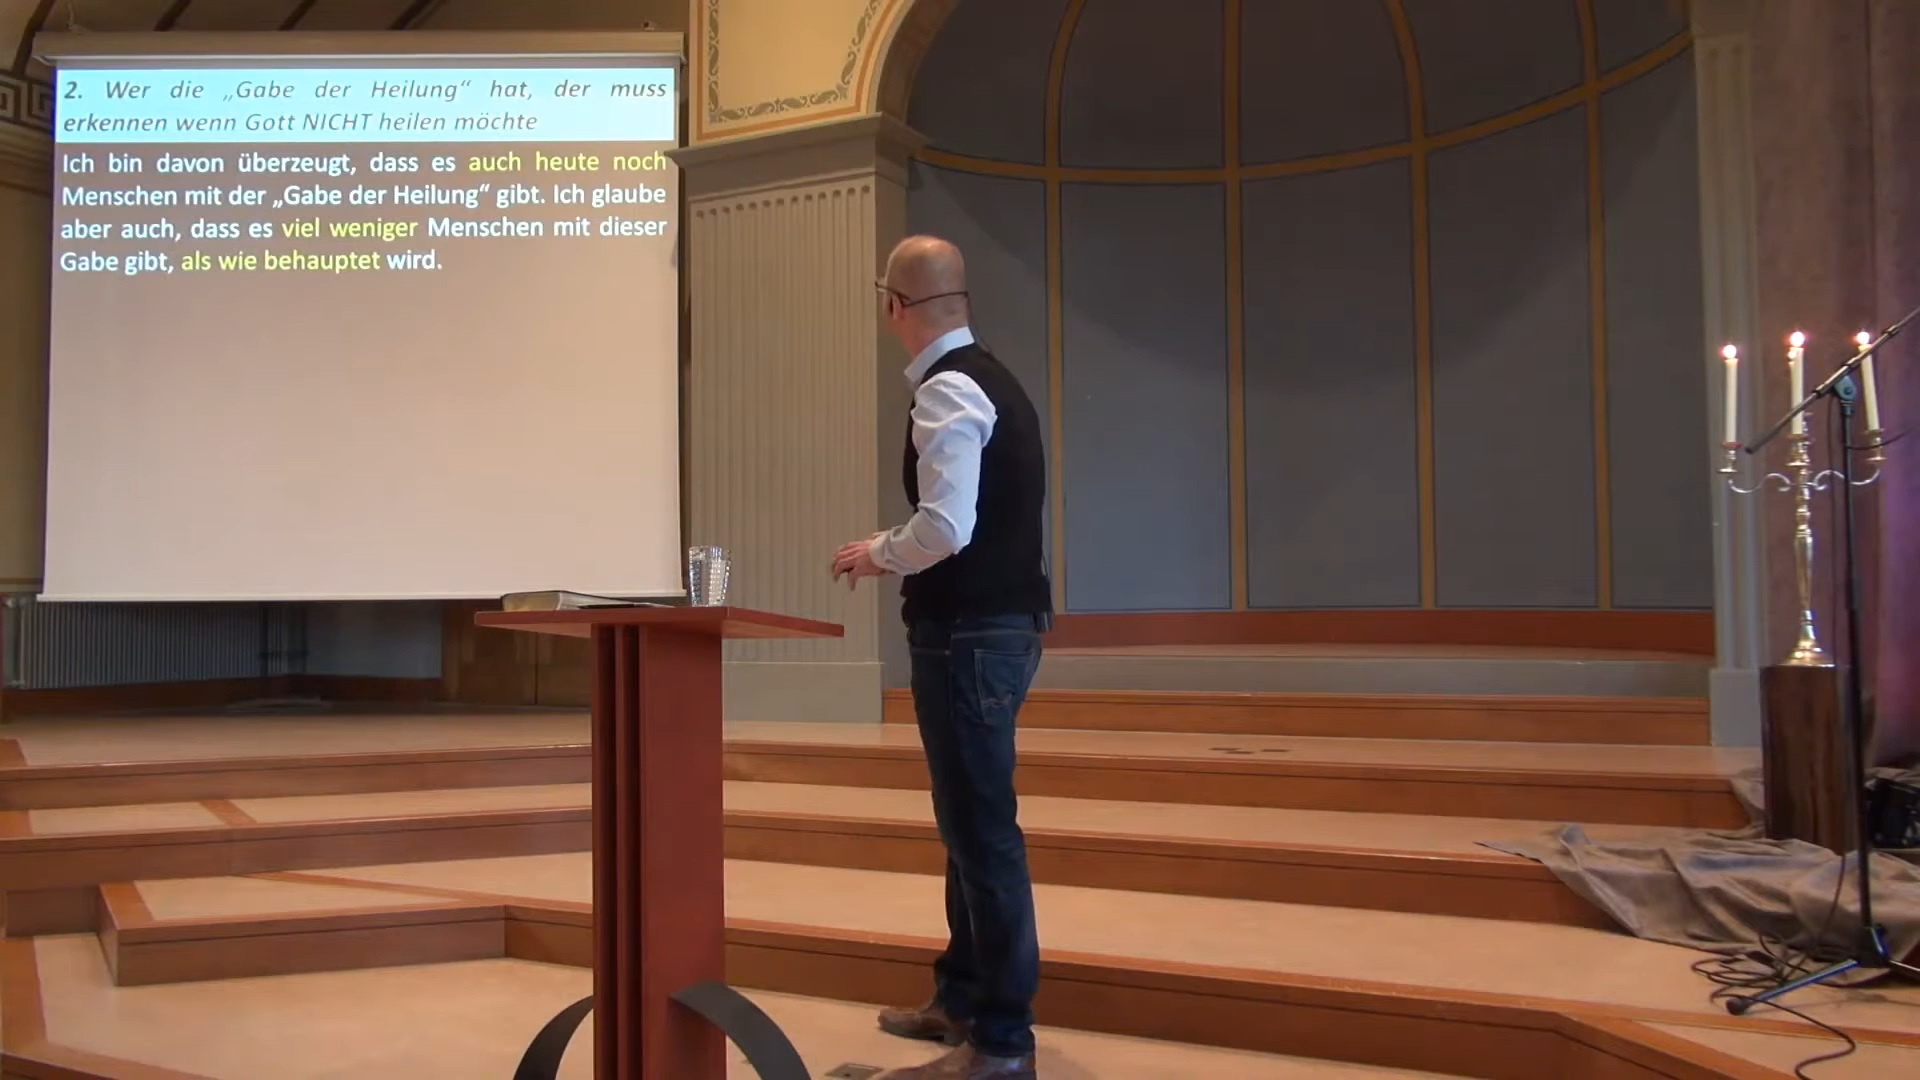 2. Wer die „Gabe der Heilung“ hat, der muss
erkennen wenn Gott NICHT heilen möchte
Ich bin davon überzeugt, dass es auch heute noch
Menschen mit der „Gabe der Heilung“ gibt. Ich glaube
aber auch, dass es viel weniger Menschen mit dieser
Gabe gibt, als wie behauptet wird.